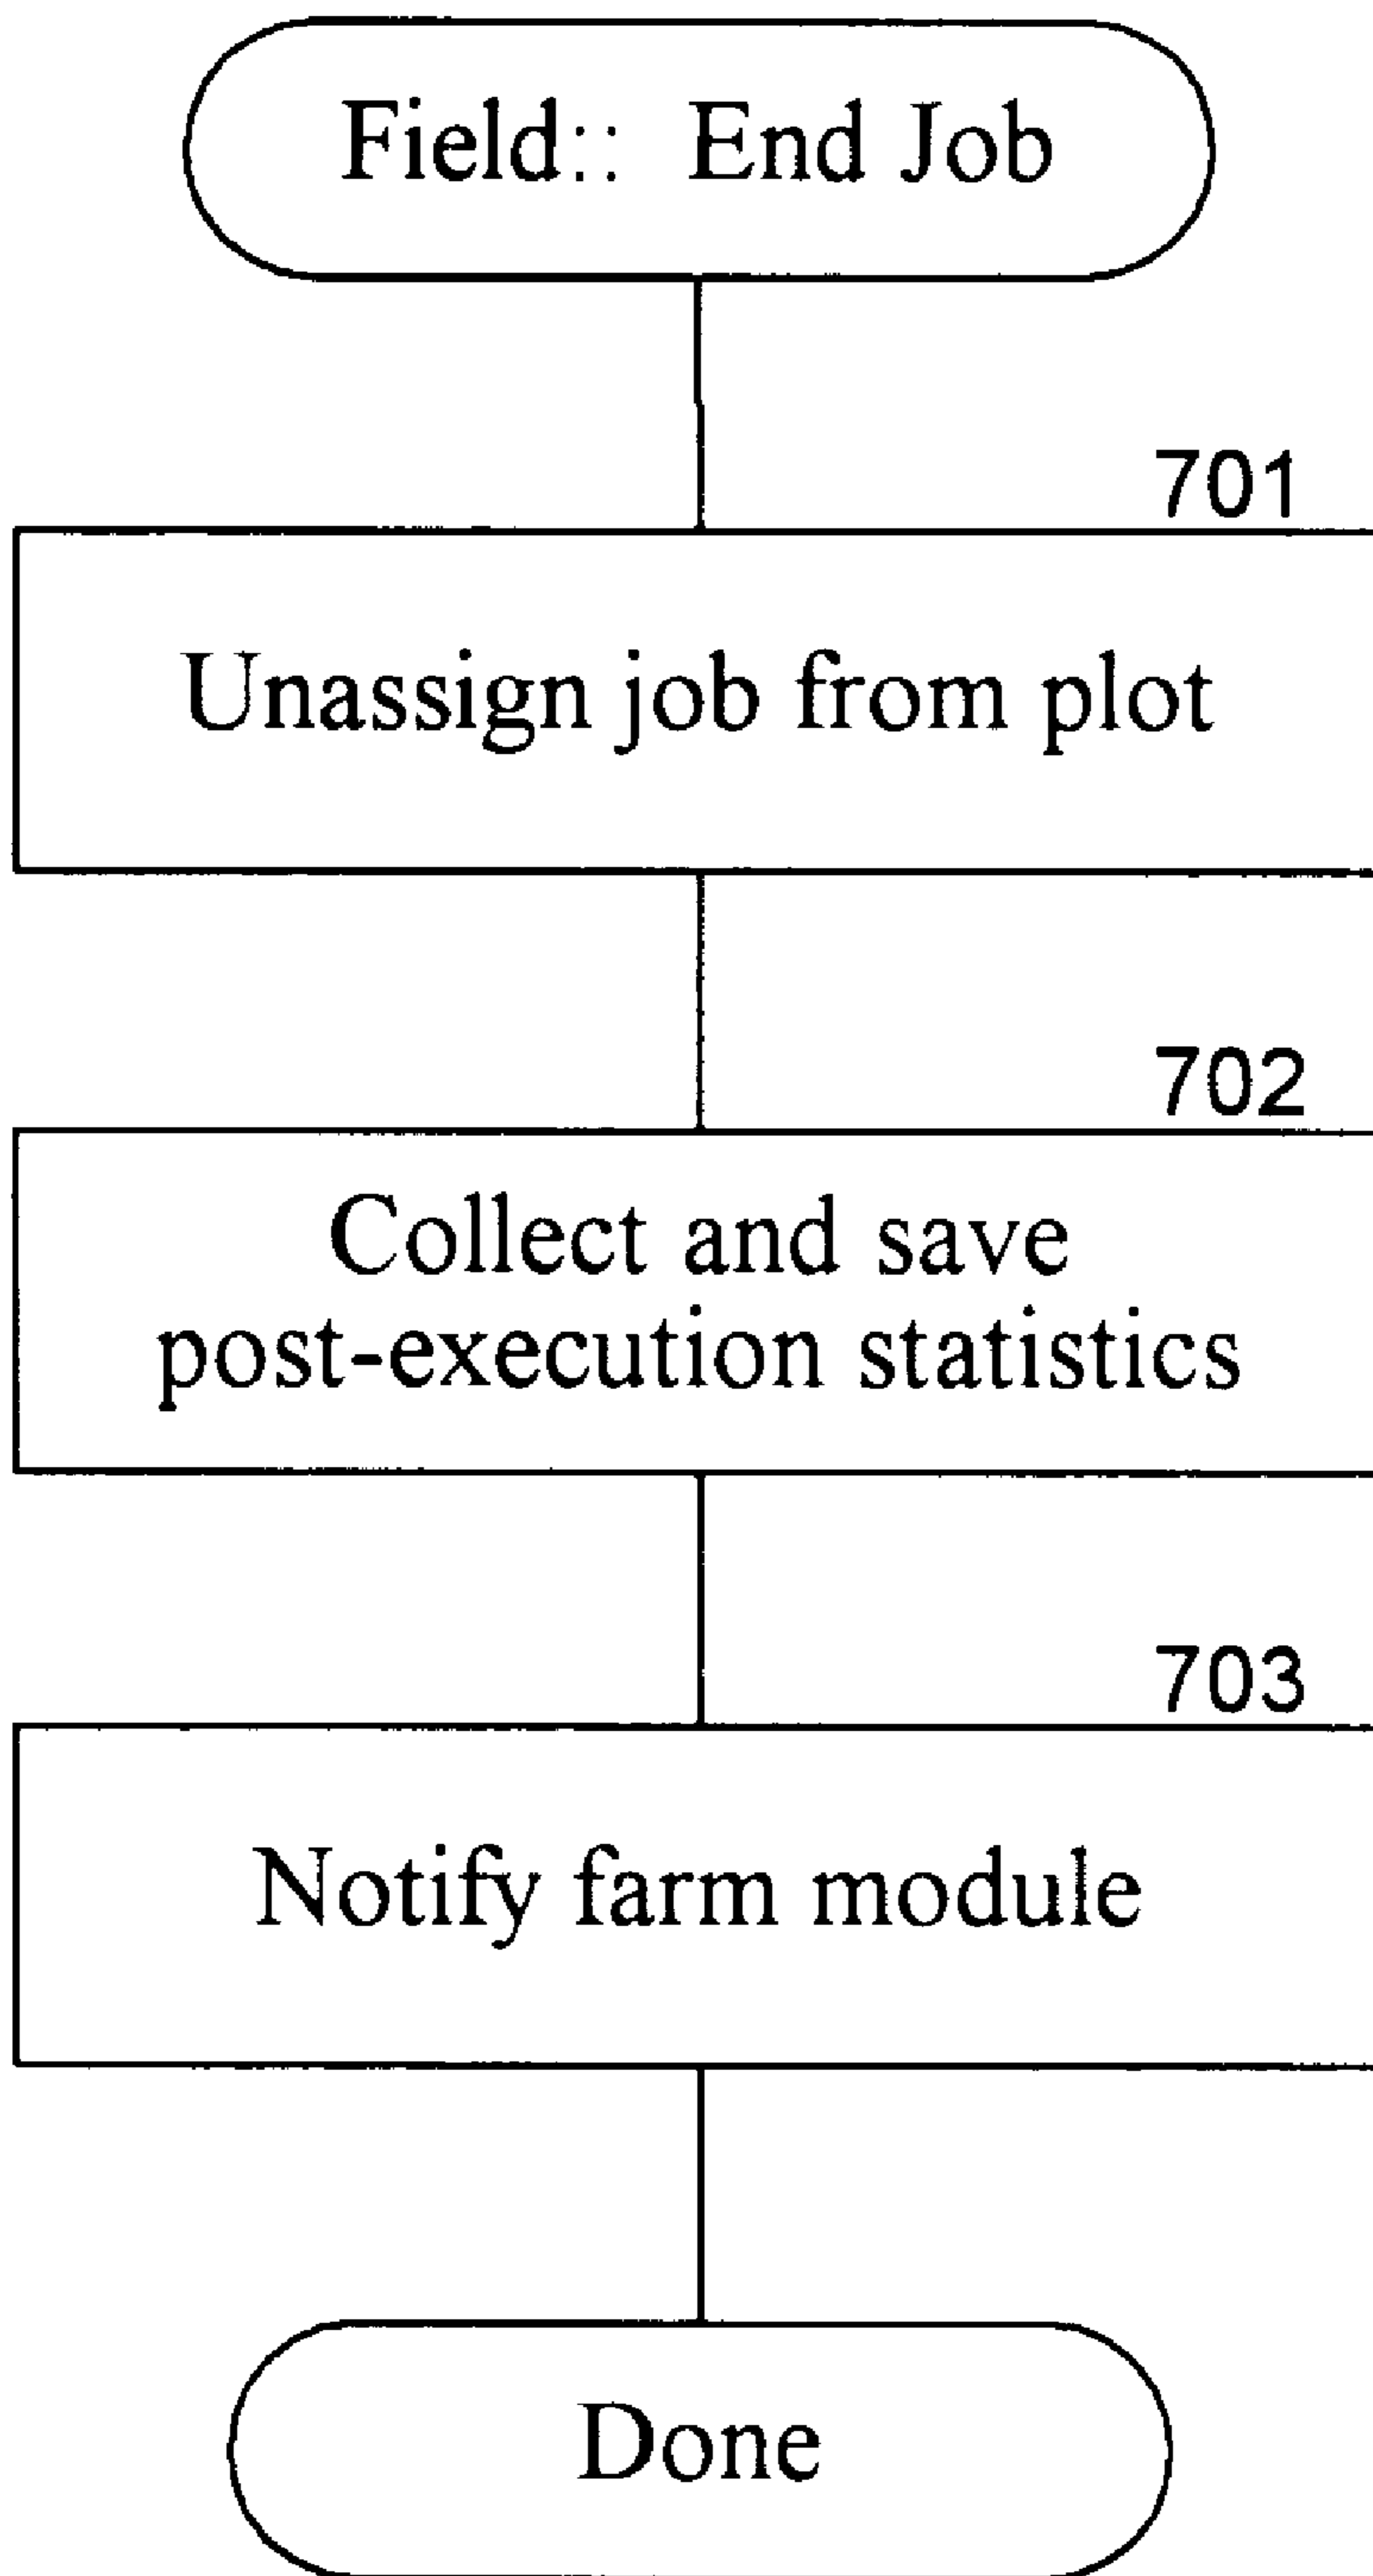 Field:: End Job
701
Unassign job from plot
702
Collect and save
post-execution statistics
703
Notify farm module
Done